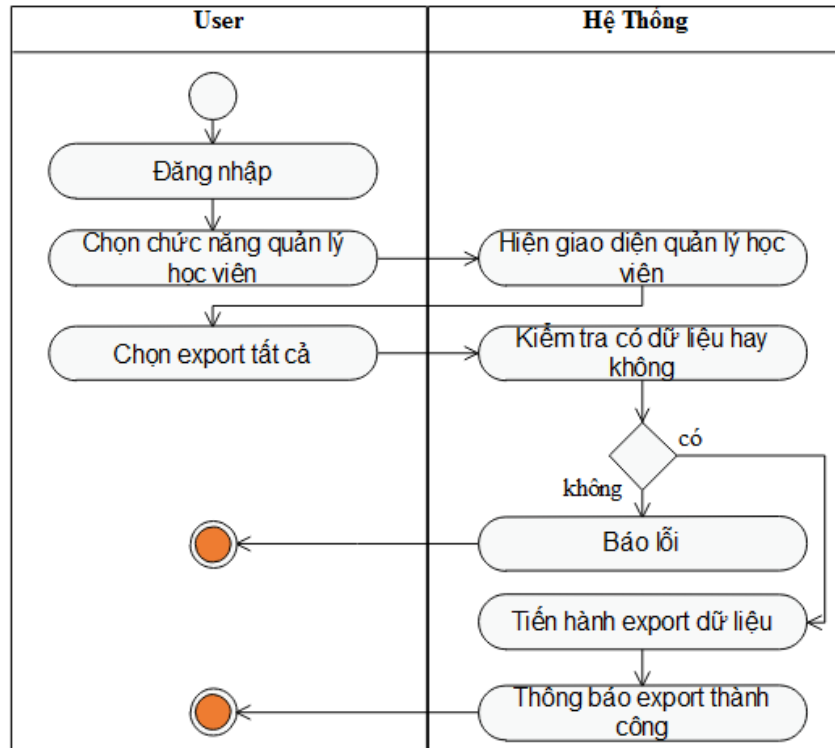 User
Hệ Thống
Đăng nhập
Chọn chức năng quản lý
học viên
Hiện giao diện quản lý học
viên
Chọn export tất cả
Kiểm tra có dữ liệu hay
không
có
không
Báo lỗi
Tiến hành export dữ liệu
Thông báo export thành
công